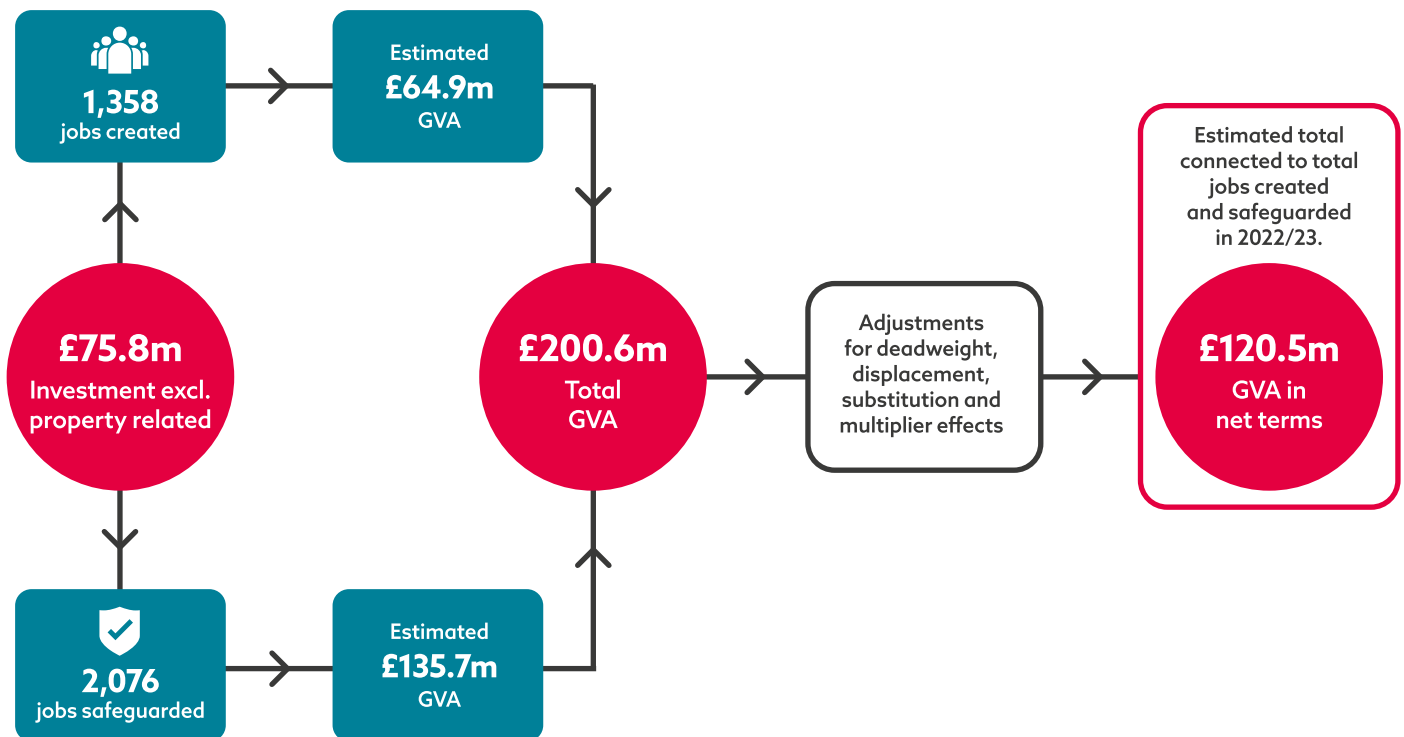 1,358
jobs created
Estimated
£64.9m
GVA
£75.8m
Investment excl.
property related
2,076
jobs safeguarded
Estimated
£135.7m
GVA
£200.6m
Total
GVA
Adjustments
for deadweight,
displacement,
substitution and
multiplier effects
Estimated total
connected to total
jobs created
and safeguarded
in 2022/23.
£120.5m
GVA in
net terms